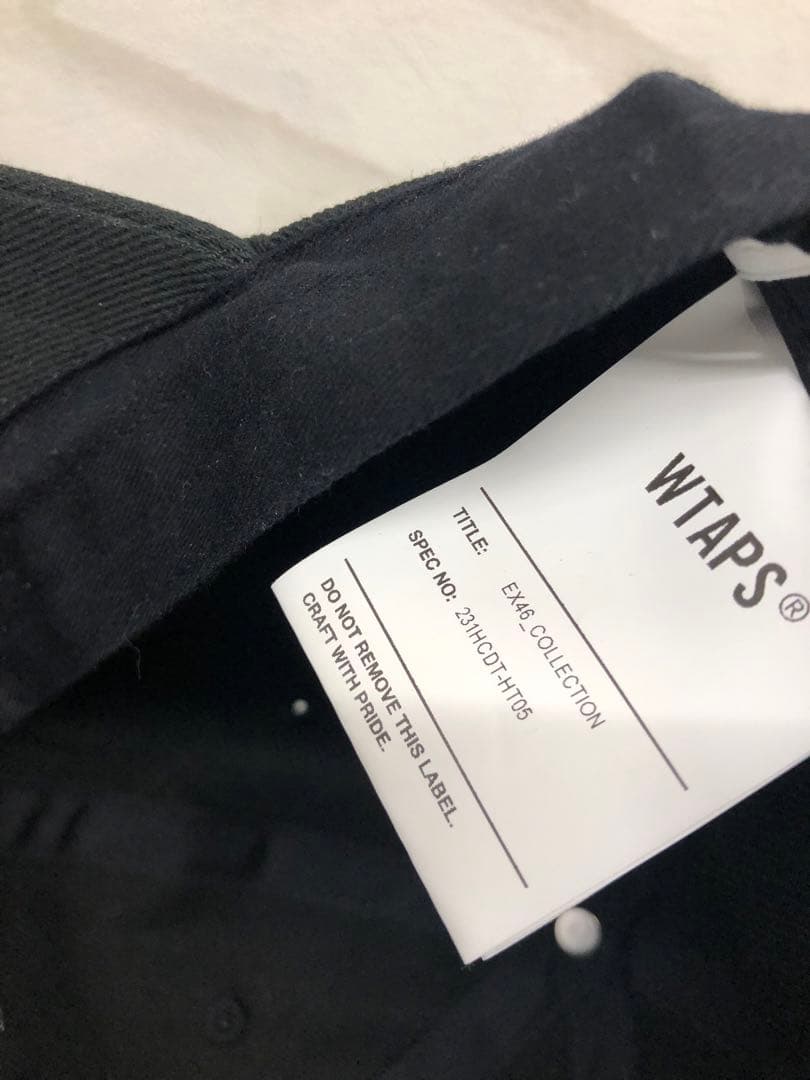 WTAPS®
TITLE: EX46_COLLECTION
SPEC NO: 231HCDT-HT05
DO NOT REMOVE THIS LABEL.
CRAFT WITH PRIDE.